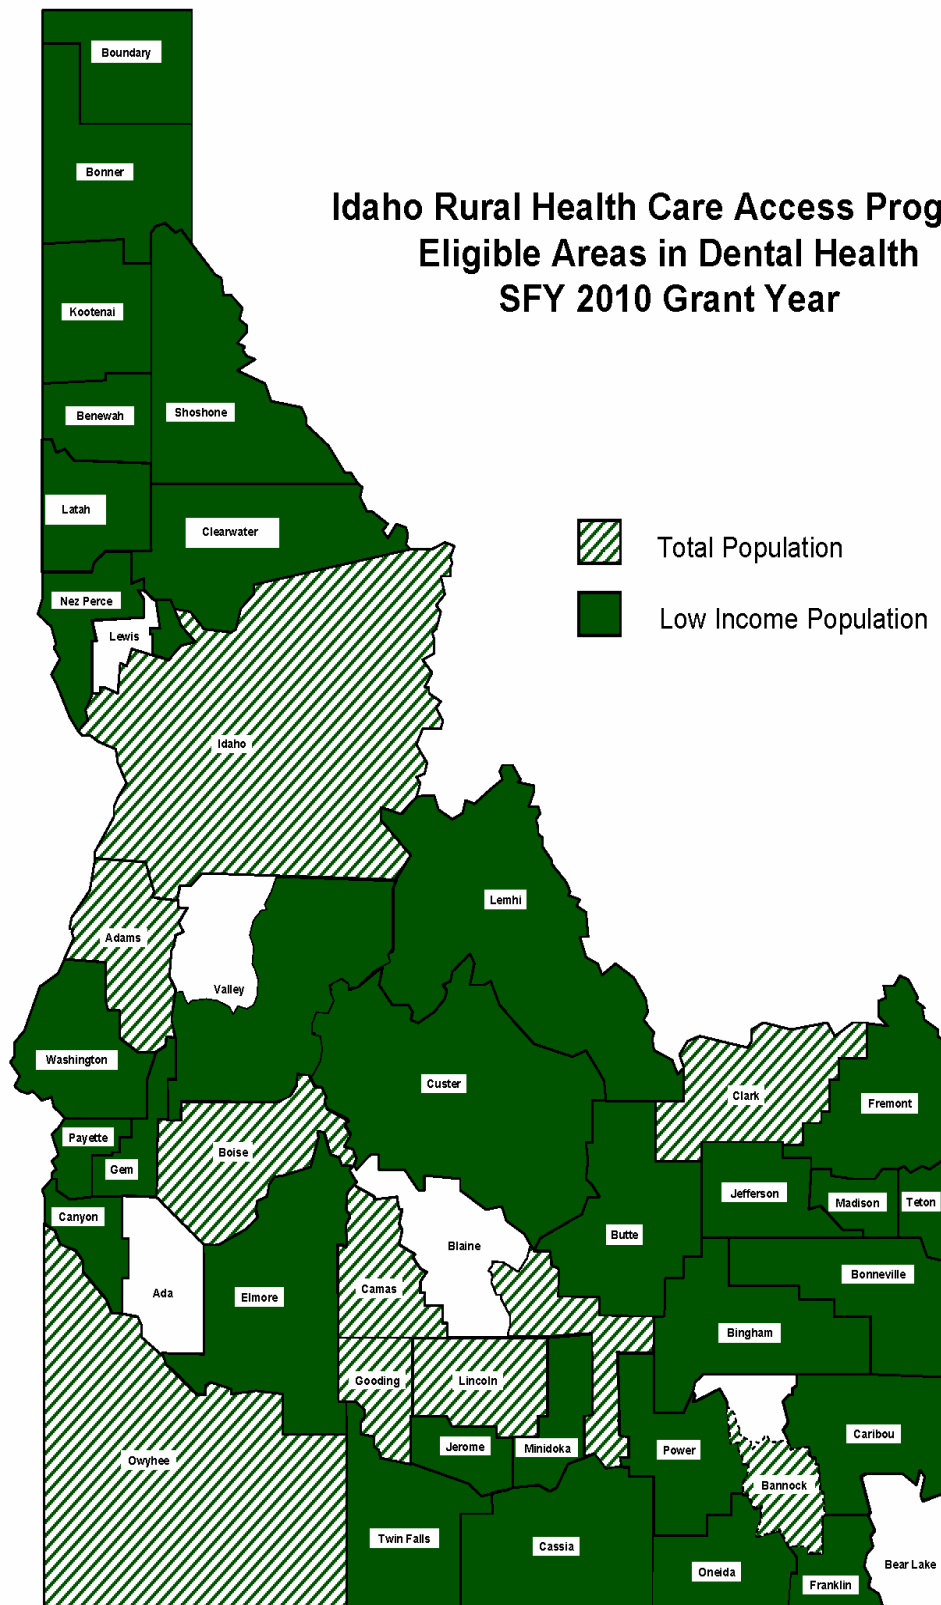 Boundary
Bonner
Idaho Rural Health Care Access Prog
Eligible Areas in Dental Health
SFY 2010 Grant Year
Kootenai
Benewah
Shoshone
Latah
Clearwater
Total Population
Nez Perce
Low Income Population
Lewis
Idaho
Lemhi
Adams
Valley
Washington
Custer
Clark
Fremont
Payette
Boise
Gem
Jefferson
Madison
Teton
Canyon
Butte
Blaine
Bonneville
Ada
Elmore
Camas
Bingham
Gooding
Lincoln
Caribou
Jerome
Minidoka
Power
Owyhee
Bannock
Twin Falls
Cassia
Bear Lake
Oneida
Franklin